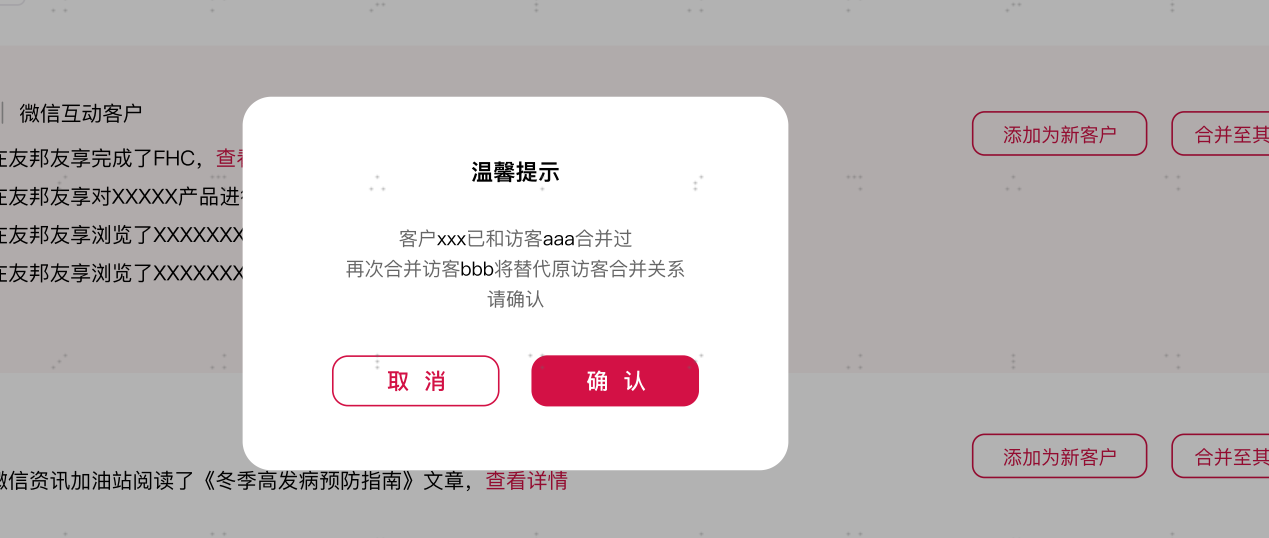 微信互动客户
添加为新客户
合并至其
在友邦友享完成了FHC，查看
在友邦友享对XXXXX产品进行
在友邦友享浏览了XXXXXXX
在友邦友享浏览了XXXXXXX
温馨提示
客户xxx已和访客aaa合并过
再次合并访客bbb将替代原访客合并关系
请确认
取 消
确 认
添加为新客户
合并至其
微信资讯加油站阅读了《冬季高发病预防指南》文章，查看详情